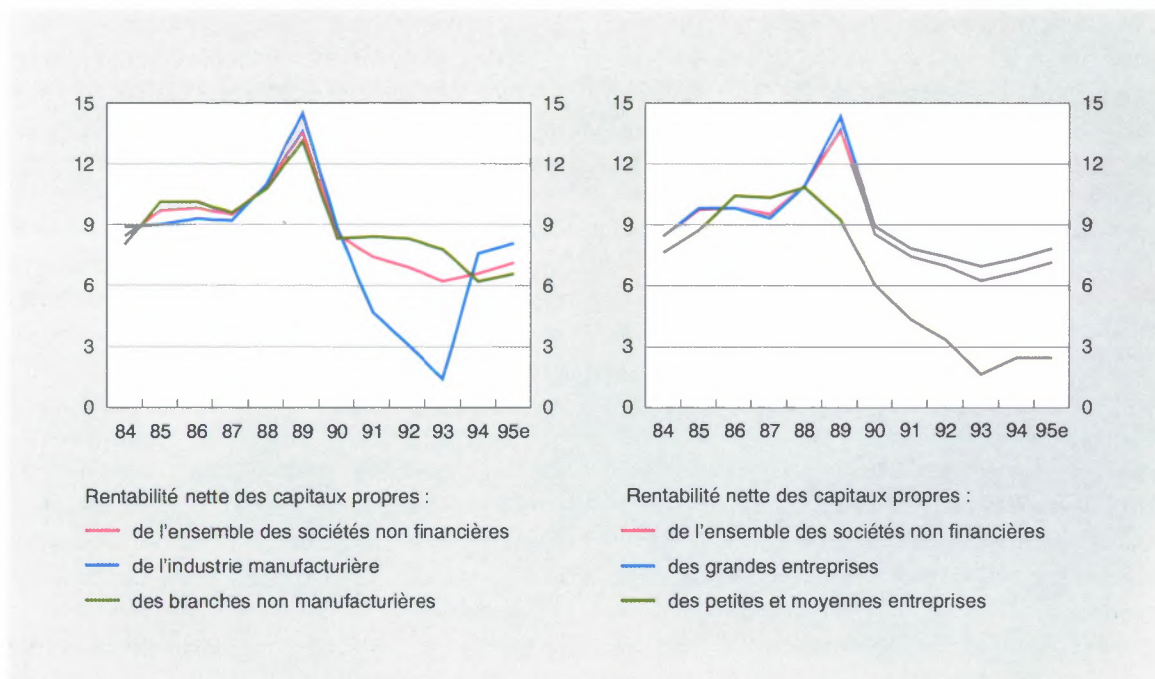 15 15
12 12
9 9
6 6
3 3
0 0
84 85 86 87 88 89 90 91 92 93 94 95e
Rentabilité nette des capitaux propres :
de l'ensemble des sociétés non financières
de l'industrie manufacturière
des branches non manufacturières
15 15
12 12
9 9
6 6
3 3
0 0
84 85 86 87 88 89 90 91 92 93 94 95e
Rentabilité nette des capitaux propres :
de l'ensemble des sociétés non financières
des grandes entreprises
des petites et moyennes entreprises